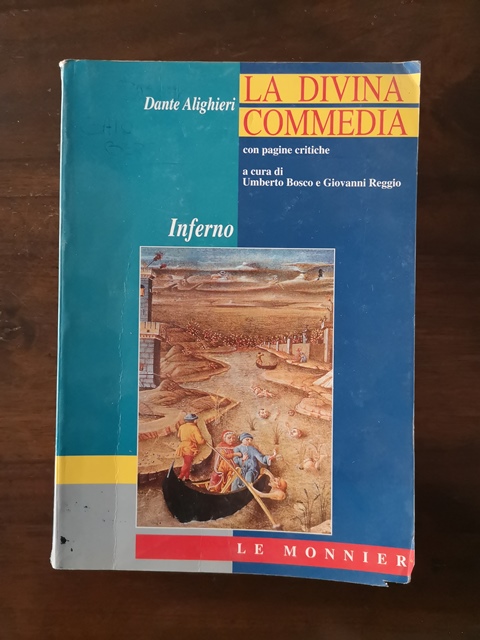 Dante Alighieri
LA DIVINA
COMMEDIA
con pagine critiche
a cura di
Umberto Bosco e Giovanni Reggio
Inferno
LE MONNIER